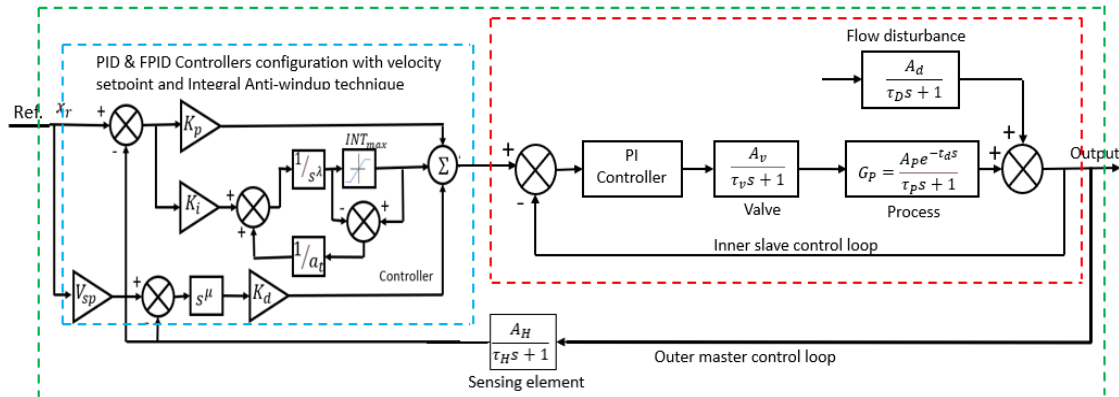 PID & FPID Controllers configuration with velocity
setpoint and Integral Anti-windup technique
Flow disturbance
A_d
τ_D s + 1
Ref.
x_r
+
-
K_p
INT_max
1/s^λ
Σ
+
-
PI
Controller
A_v
τ_v s + 1
Valve
G_P = A_P e^{-t_d s}
τ_P s + 1
Process
+
+
Output
K_i
+
+
-
+
1/a_t
Controller
Inner slave control loop
V_sp
+
-
s^μ
K_d
A_H
τ_H s + 1
Sensing element
Outer master control loop